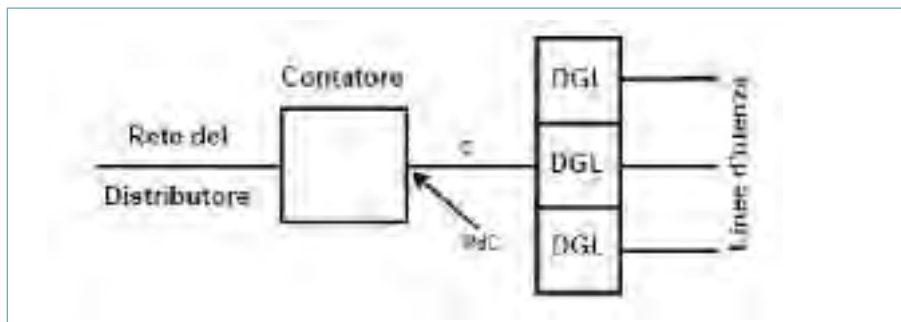 Contatore
Rete del
Distributore
C
PdC
DGL
DGL
DGL
Linee d'utenza